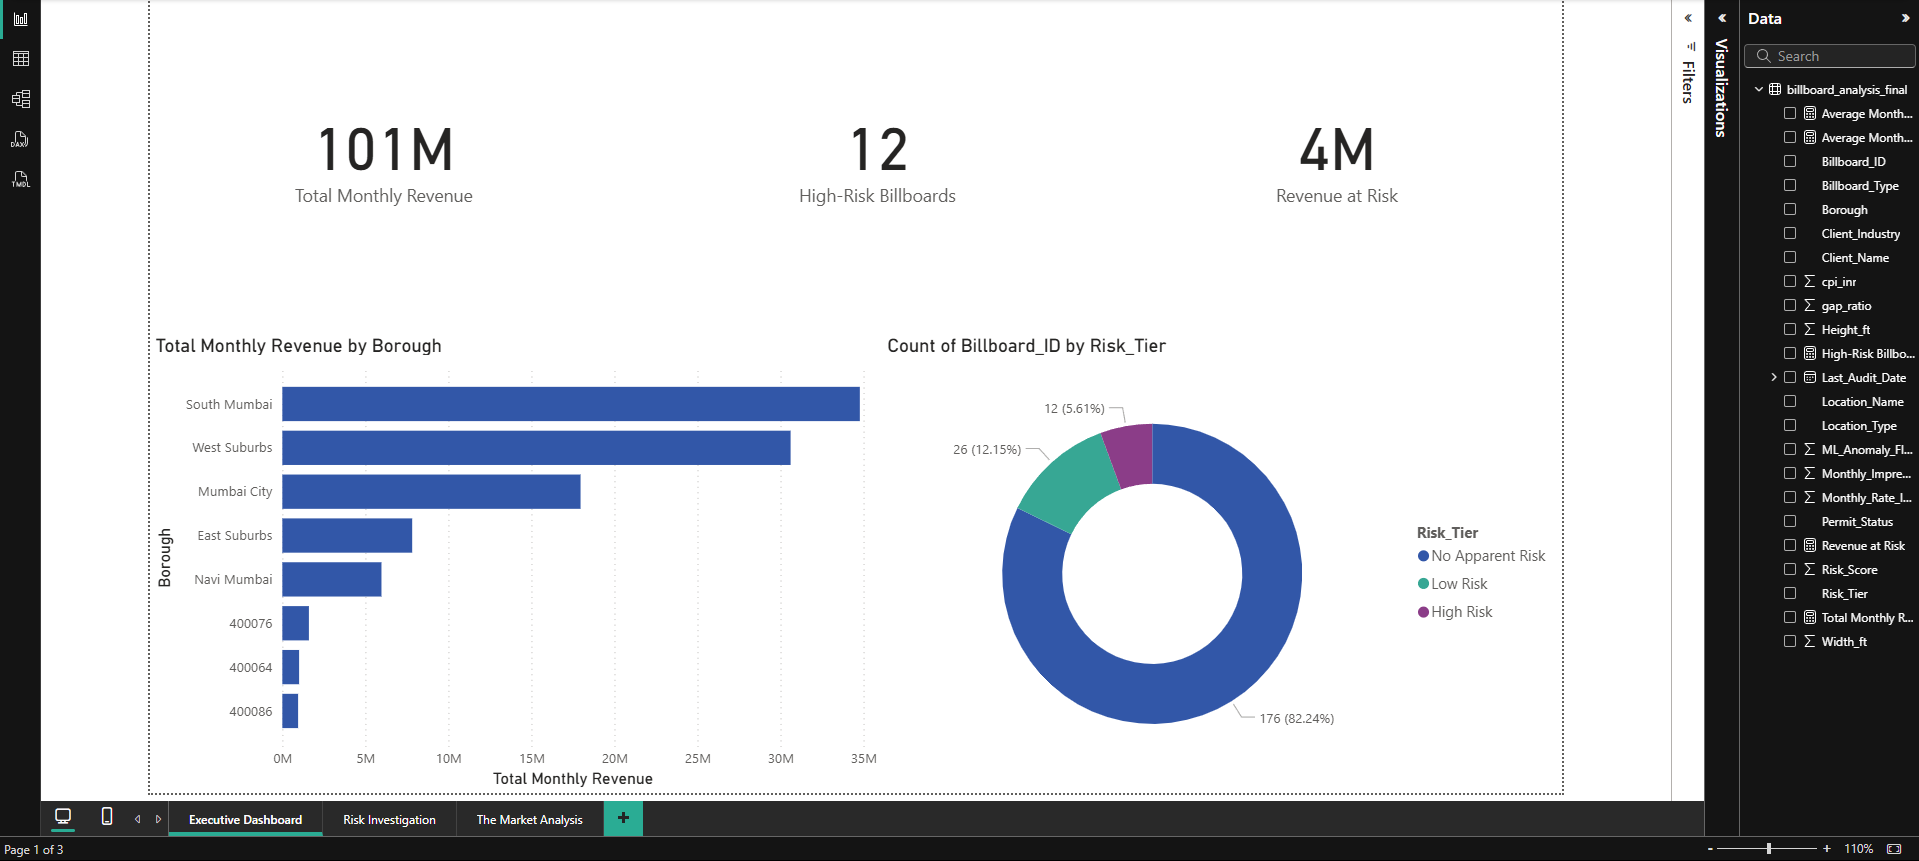 101M
Total Monthly Revenue
12
High-Risk Billboards
4M
Revenue at Risk
Total Monthly Revenue by Borough
Borough
South Mumbai
West Suburbs
Mumbai City
East Suburbs
Navi Mumbai
400076
400064
400086
0M 5M 10M 15M 20M 25M 30M 35M
Total Monthly Revenue
Count of Billboard_ID by Risk_Tier
12 (5.61%)
26 (12.15%)
176 (82.24%)
Risk_Tier
No Apparent Risk
Low Risk
High Risk
Filters
Visualizations
Data
Search
billboard_analysis_final
Average Month...
Average Month...
Billboard_ID
Billboard_Type
Borough
Client_Industry
Client_Name
cpi_inr
gap_ratio
Height_ft
High-Risk Billbo...
Last_Audit_Date
Location_Name
Location_Type
ML_Anomaly_Fl...
Monthly_Impre...
Monthly_Rate_I...
Permit_Status
Revenue at Risk
Risk_Score
Risk_Tier
Total Monthly R...
Width_ft
DAX
TMDL
Executive Dashboard
Risk Investigation
The Market Analysis
+
Page 1 of 3
- + 110%